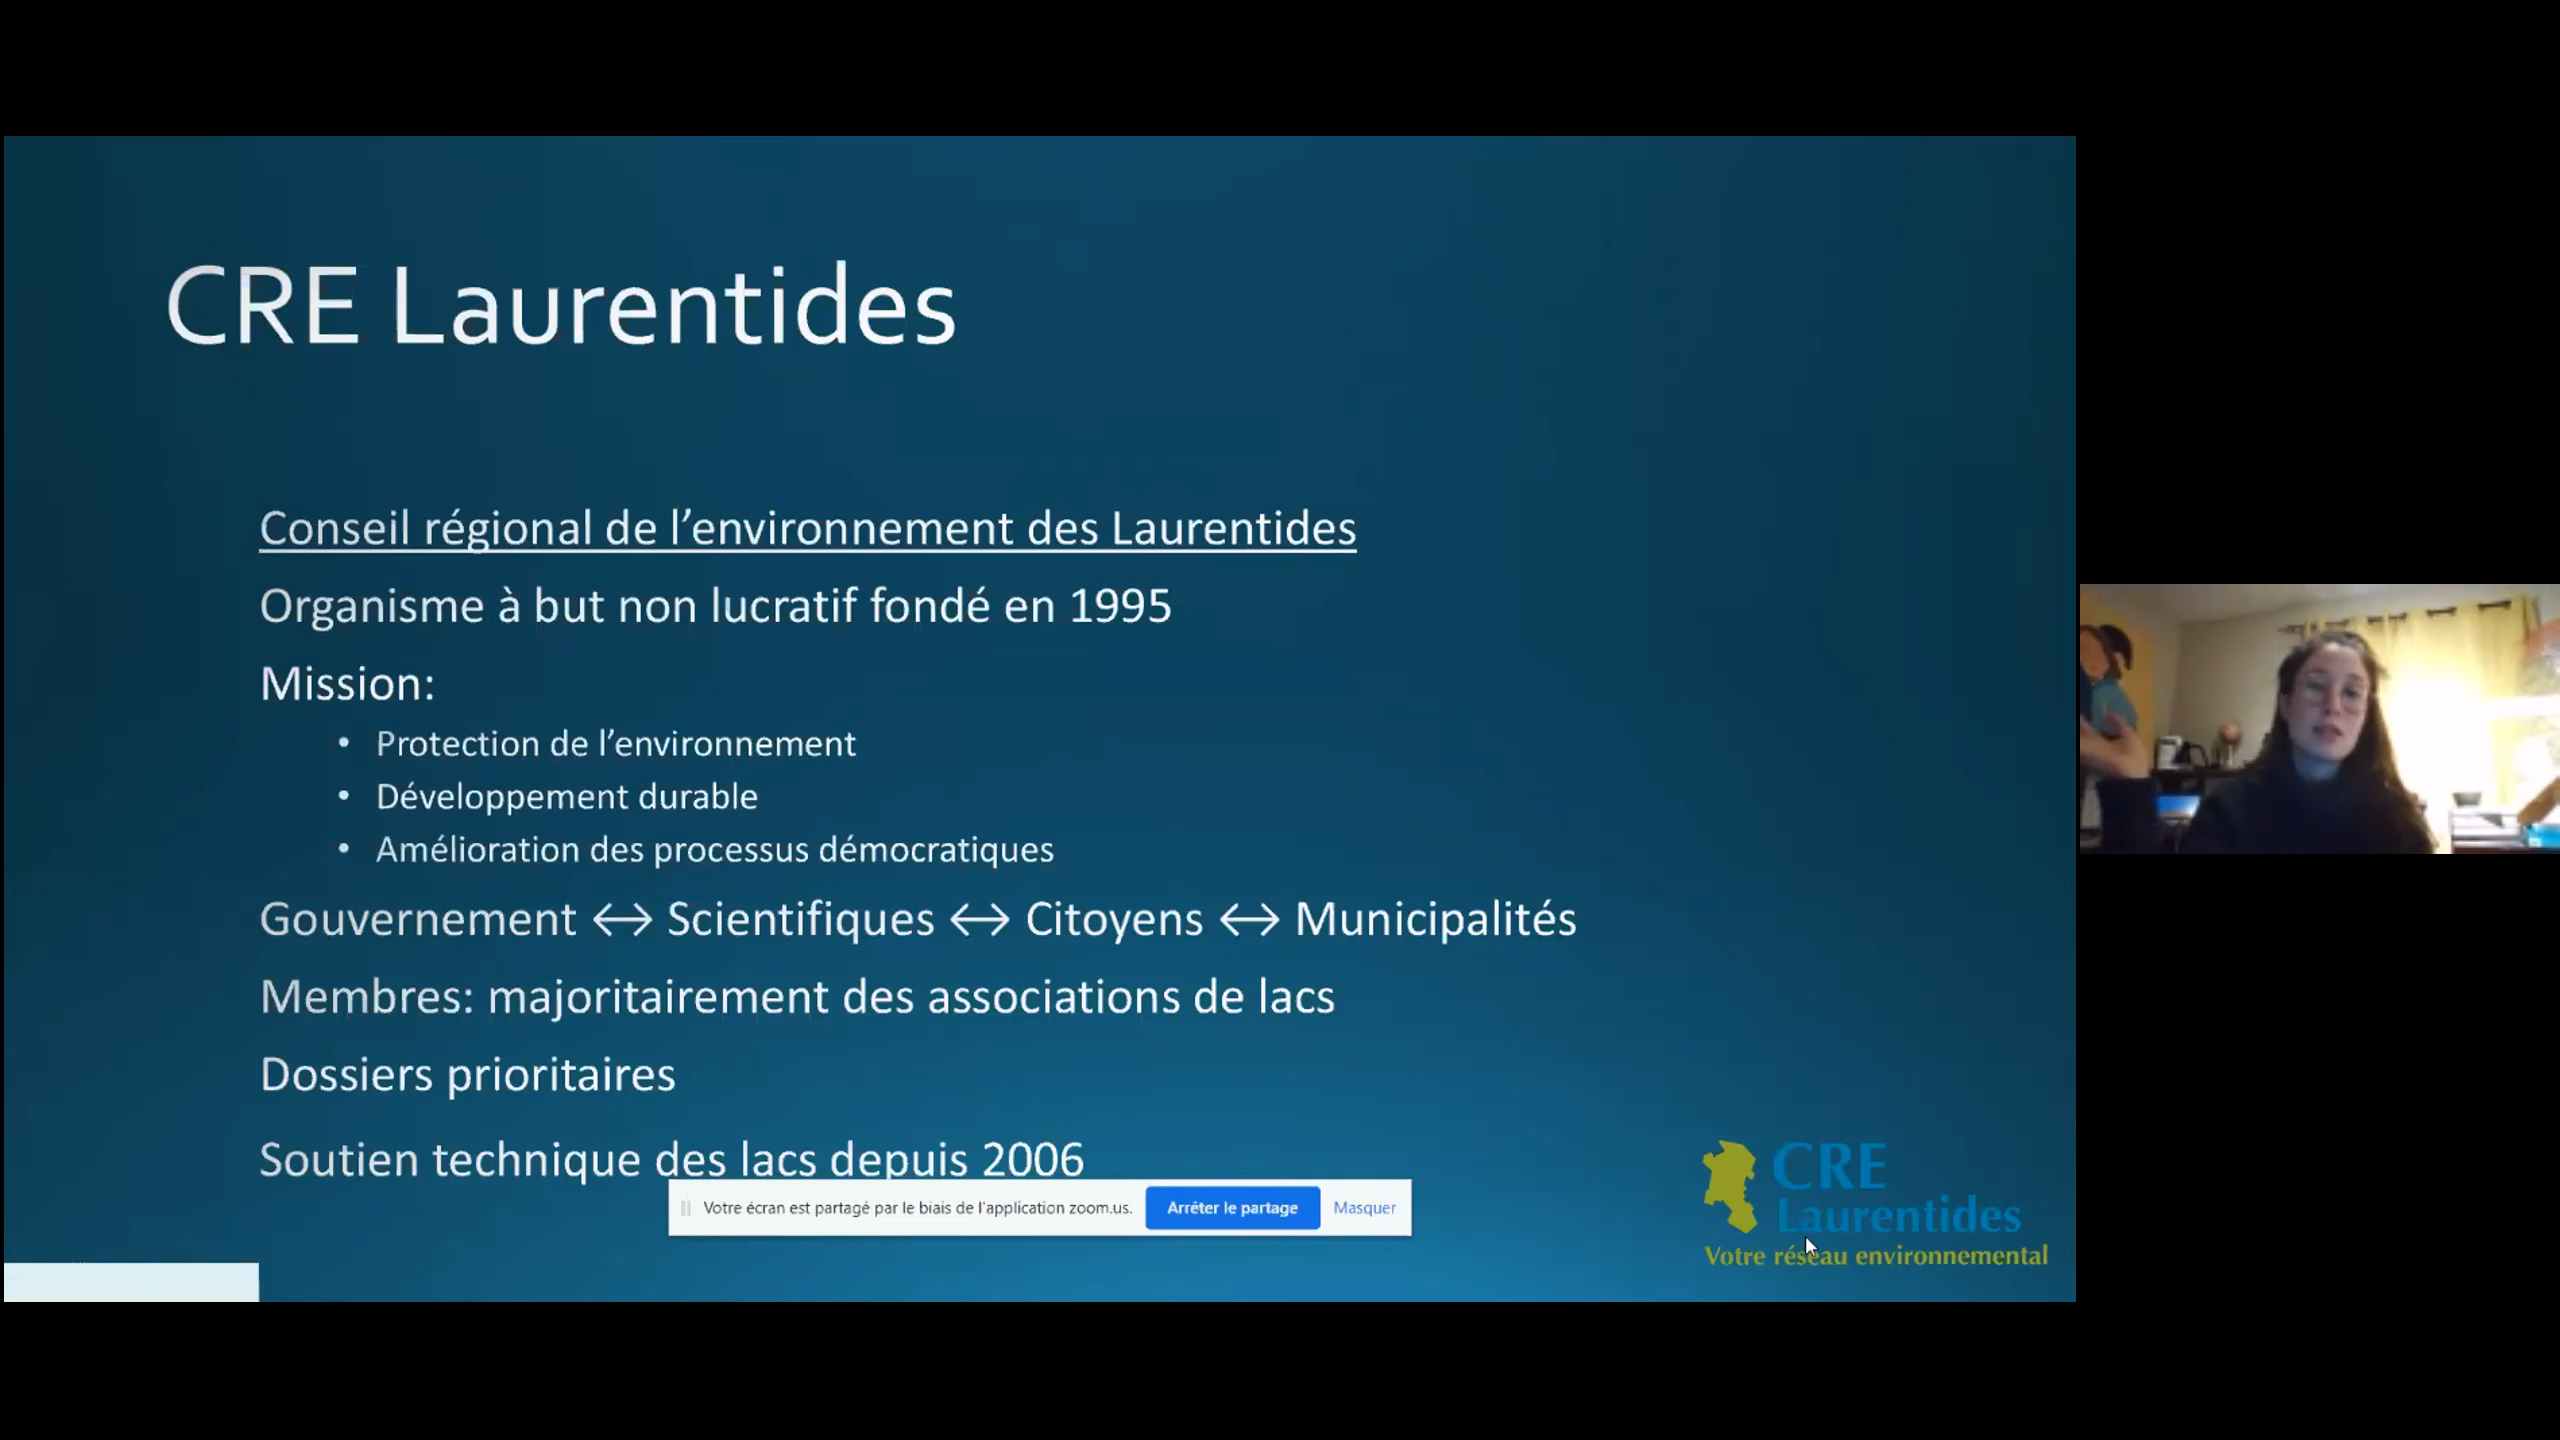 CRE Laurentides
Conseil régional de l’environnement des Laurentides
Organisme à but non lucratif fondé en 1995
Mission:
• Protection de l’environnement
• Développement durable
• Amélioration des processus démocratiques
Gouvernement ↔ Scientifiques ↔ Citoyens ↔ Municipalités
Membres: majoritairement des associations de lacs
Dossiers prioritaires
Soutien technique des lacs depuis 2006
Votre écran est partagé par le biais de l'application zoom.us. Arrêter le partage Masquer
CRE
Laurentides
Votre réseau environnemental